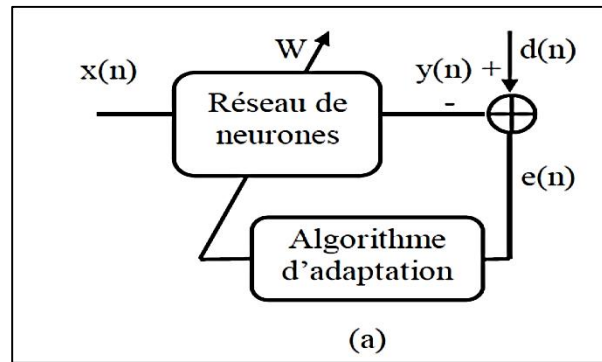 W
x(n)
y(n) +
d(n)
Réseau de
neurones
-
e(n)
Algorithme
d’adaptation
(a)